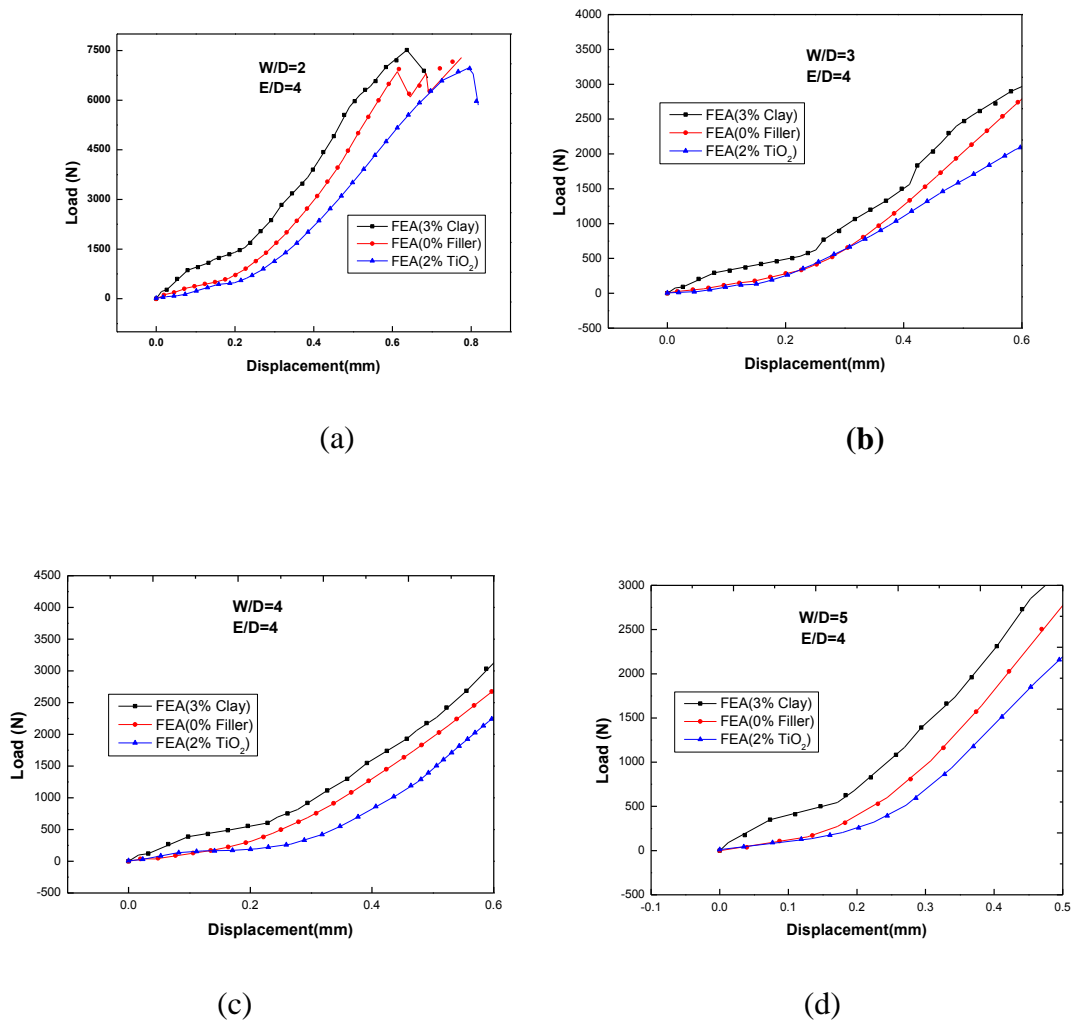 7500
6000
4500
3000
1500
0
Load (N)
W/D=2
E/D=4
FEA(3% Clay)
FEA(0% Filler)
FEA(2% TiO2)
0.0 0.2 0.4 0.6 0.8
Displacement(mm)
(a)
4000
3500
3000
2500
2000
1500
1000
500
0
-500
Load (N)
W/D=3
E/D=4
FEA(3% Clay)
FEA(0% Filler)
FEA(2% TiO2)
0.0 0.2 0.4 0.6
Displacement(mm)
(b)
4500
4000
3500
3000
2500
2000
1500
1000
500
0
-500
Load (N)
W/D=4
E/D=4
FEA(3% Clay)
FEA(0% Filler)
FEA(2% TiO2)
0.0 0.2 0.4 0.6
Displacement(mm)
(c)
3000
2500
2000
1500
1000
500
0
-500
Load (N)
W/D=5
E/D=4
FEA(3% Clay)
FEA(0% Filler)
FEA(2% TiO2)
-0.1 0.0 0.1 0.2 0.3 0.4 0.5
Displacement(mm)
(d)